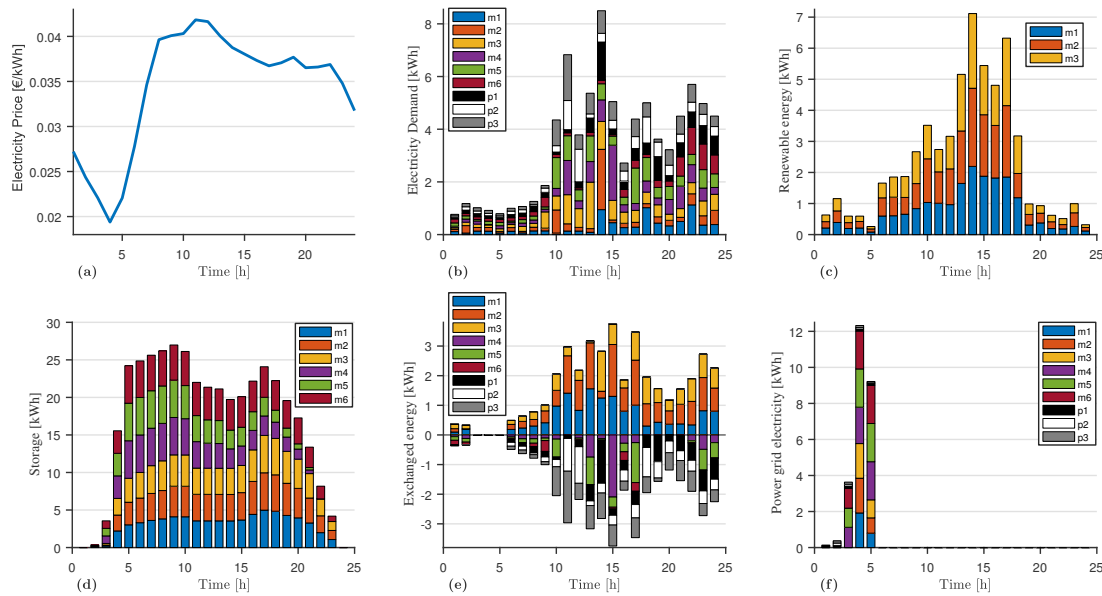 Electricity Price [€/kWh]
0.04
0.035
0.03
0.025
0.02
5
10
15
20
(a)
Time [h]
Electricity Demand [kWh]
8
6
4
2
0
m1
m2
m3
m4
m5
m6
p1
p2
p3
0
5
10
15
20
25
(b)
Time [h]
Renewable energy [kWh]
7
6
5
4
3
2
1
0
m1
m2
m3
0
5
10
15
20
25
(c)
Time [h]
Storage [kWh]
30
25
20
15
10
5
0
m1
m2
m3
m4
m5
m6
0
5
10
15
20
25
(d)
Time [h]
Exchanged energy [kWh]
3
2
1
0
-1
-2
-3
m1
m2
m3
m4
m5
m6
p1
p2
p3
0
5
10
15
20
25
(e)
Time [h]
Power grid electricity [kWh]
12
10
8
6
4
2
0
m1
m2
m3
m4
m5
m6
p1
p2
p3
0
5
10
15
20
25
(f)
Time [h]